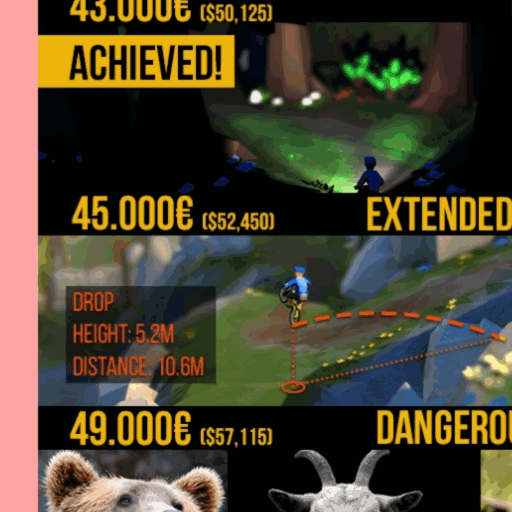 43.000€ ($50,125)
ACHIEVED!
45.000€ ($52,450)
EXTENDED
DROP
HEIGHT: 5.2M
DISTANCE: 10.6M
49.000€ ($57,115)
DANGEROU